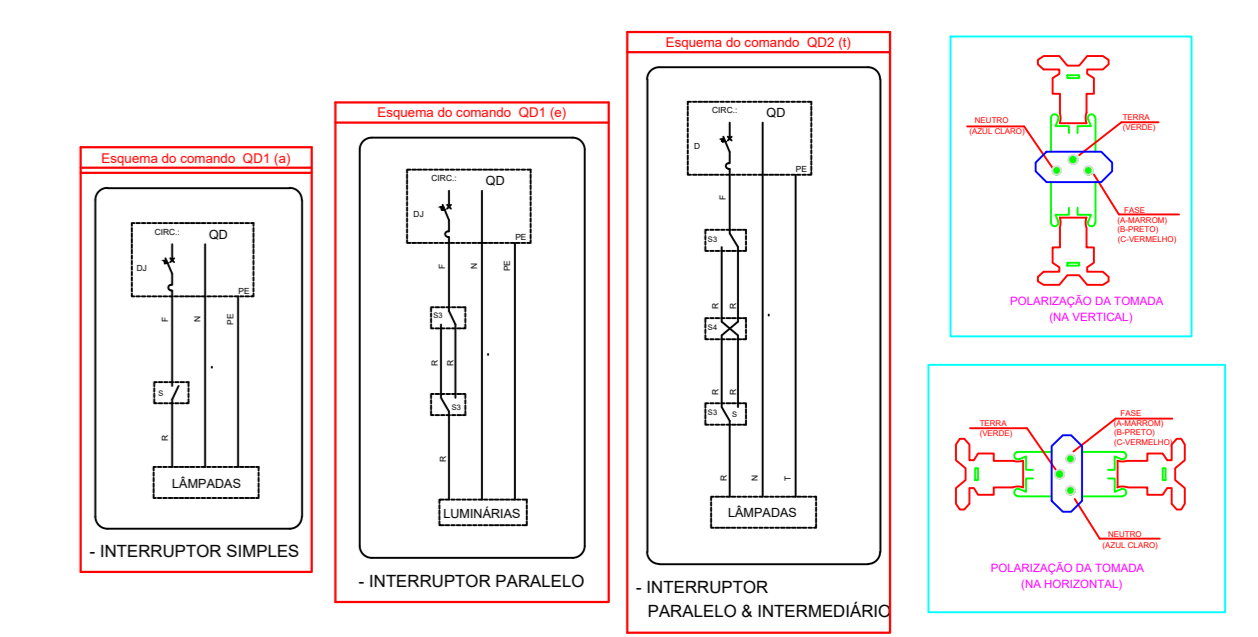 Esquema do comando QD1 (a)
CIRC.:
QD
DJ
PE
F
N
PE
S
R
LÂMPADAS
- INTERRUPTOR SIMPLES
Esquema do comando QD1 (e)
CIRC.:
QD
DJ
PE
F
N
PE
S3
R
R
S3
R
LUMINÁRIAS
- INTERRUPTOR PARALELO
Esquema do comando QD2 (t)
CIRC.:
QD
D
PE
F
S3
R
R
S4
R
R
S3
S
R
N
T
LÂMPADAS
- INTERRUPTOR
PARALELO & INTERMEDIÁRIO
NEUTRO
(AZUL CLARO)
TERRA
(VERDE)
FASE
(A-MARROM)
(B-PRETO)
(C-VERMELHO)
POLARIZAÇÃO DA TOMADA
(NA VERTICAL)
TERRA
(VERDE)
FASE
(A-MARROM)
(B-PRETO)
(C-VERMELHO)
NEUTRO
(AZUL CLARO)
POLARIZAÇÃO DA TOMADA
(NA HORIZONTAL)